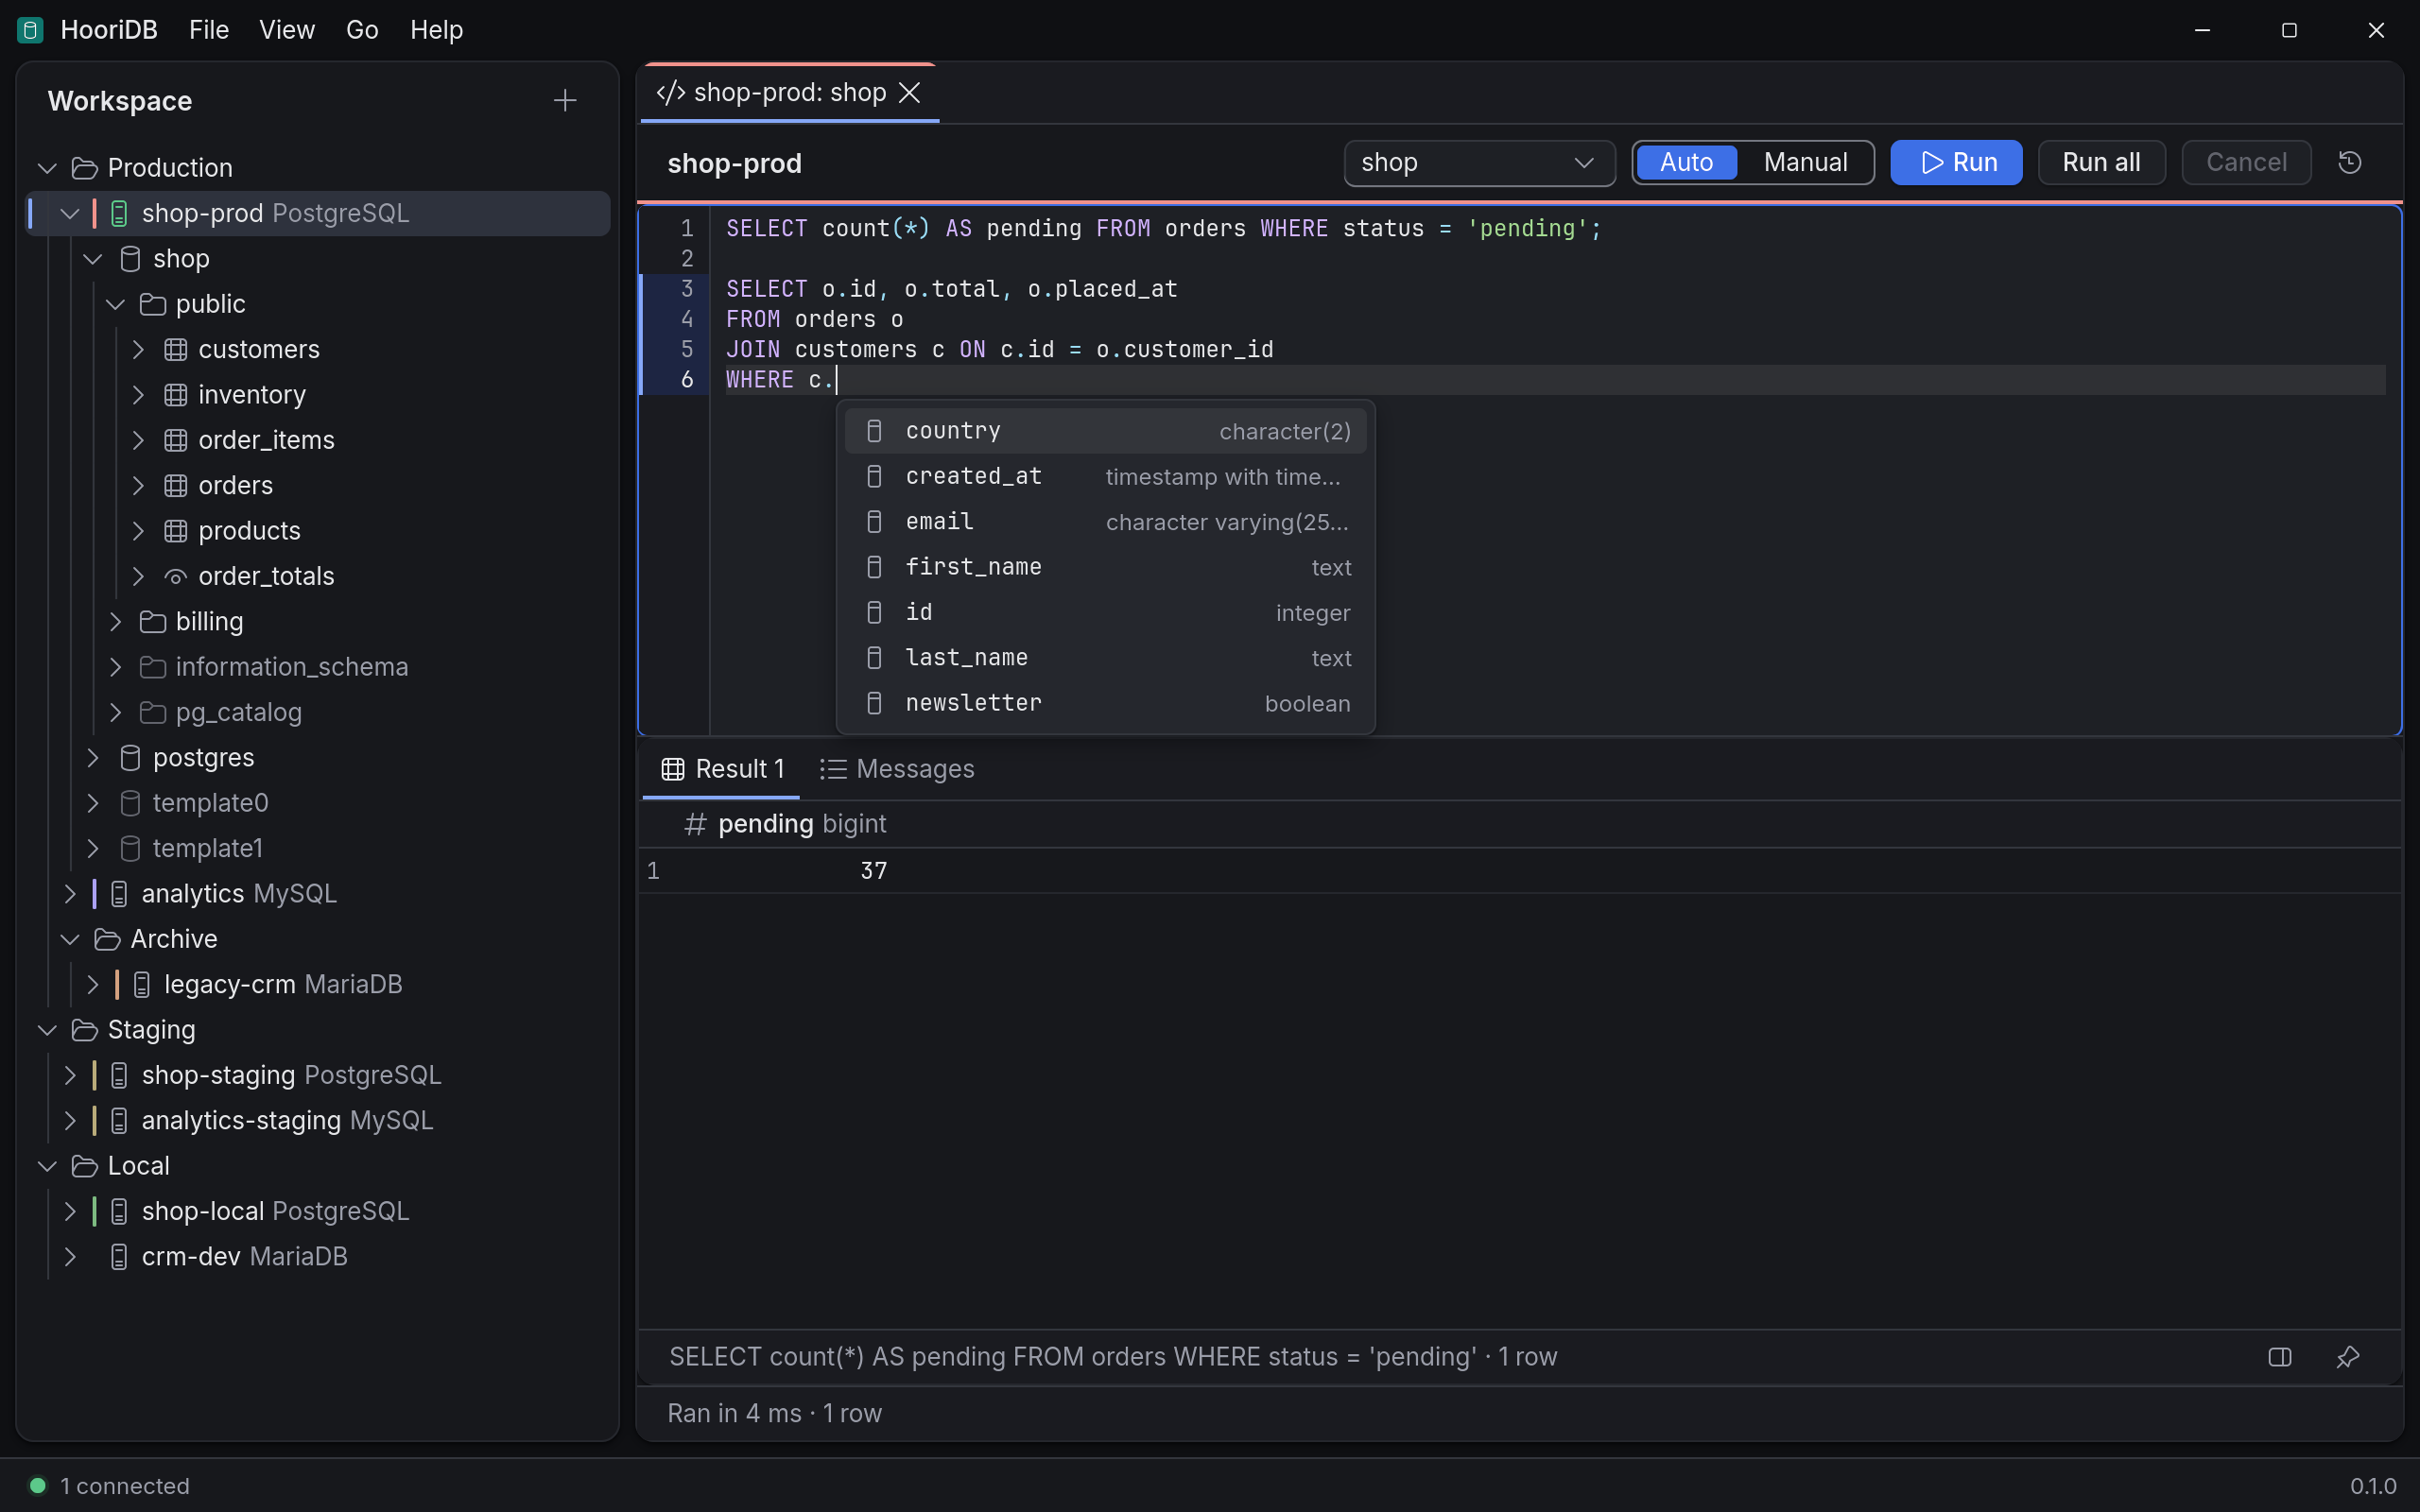 HooriDB File View Go Help
Workspace
Production
shop-prod PostgreSQL
shop
public
customers
inventory
order_items
orders
products
order_totals
billing
information_schema
pg_catalog
postgres
template0
template1
analytics MySQL
Archive
legacy-crm MariaDB
Staging
shop-staging PostgreSQL
analytics-staging MySQL
Local
shop-local PostgreSQL
crm-dev MariaDB
shop-prod: shop
shop-prod shop Auto Manual Run Run all Cancel
1 SELECT count(*) AS pending FROM orders WHERE status = 'pending';
2
3 SELECT o.id, o.total, o.placed_at
4 FROM orders o
5 JOIN customers c ON c.id = o.customer_id
6 WHERE c.
country character(2)
created_at timestamp with time...
email character varying(25...
first_name text
id integer
last_name text
newsletter boolean
Result 1 Messages
# pending bigint
1 37
SELECT count(*) AS pending FROM orders WHERE status = 'pending' · 1 row
Ran in 4 ms · 1 row
1 connected 0.1.0